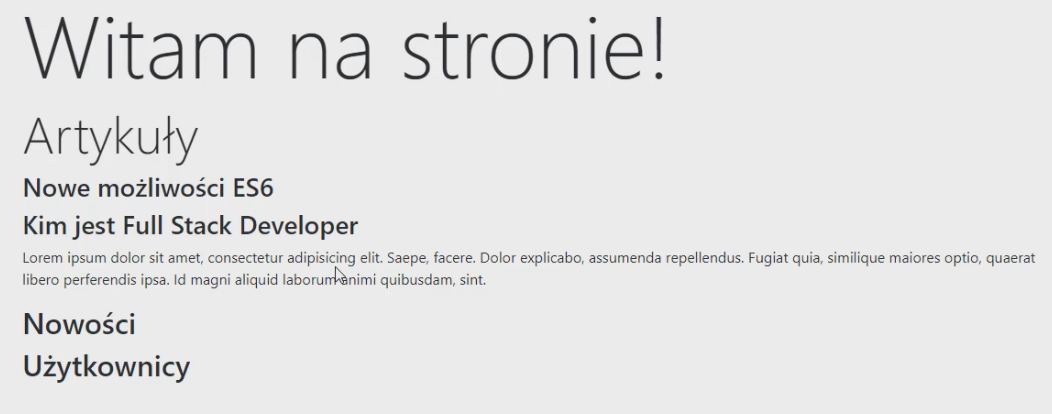 Witam na stronie!
Artykuły
Nowe możliwości ES6
Kim jest Full Stack Developer
Lorem ipsum dolor sit amet, consectetur adipisicing elit. Saepe, facere. Dolor explicabo, assumenda repellendus. Fugiat quia, similique maiores optio, quaerat
libero perferendis ipsa. Id magni aliquid laborum animi quibusdam, sint.
Nowości
Użytkownicy